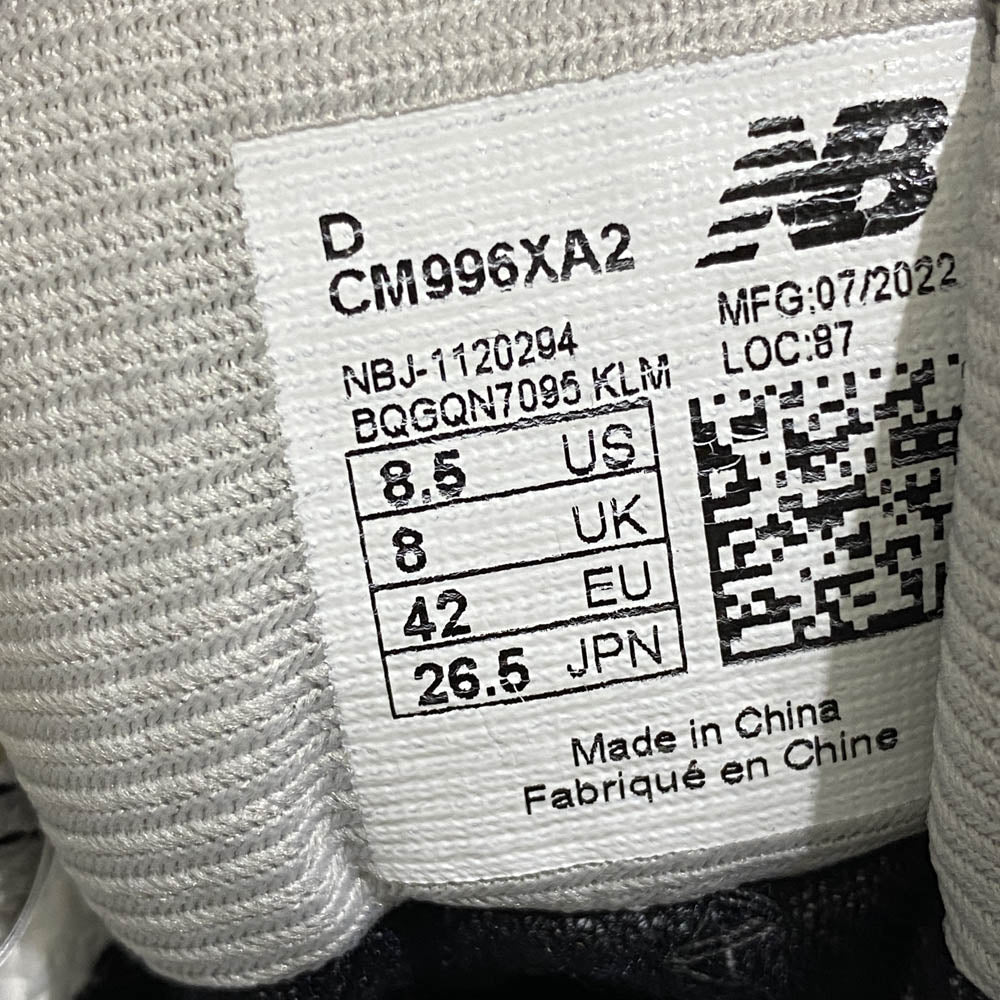 NB
D
CM996XA2
MFG:07/2022
LOC:87
NBJ-1120294
BQGQN7095 KLM
8.5 US
8 UK
42 EU
26.5 JPN
Made in China
Fabriqué en Chine